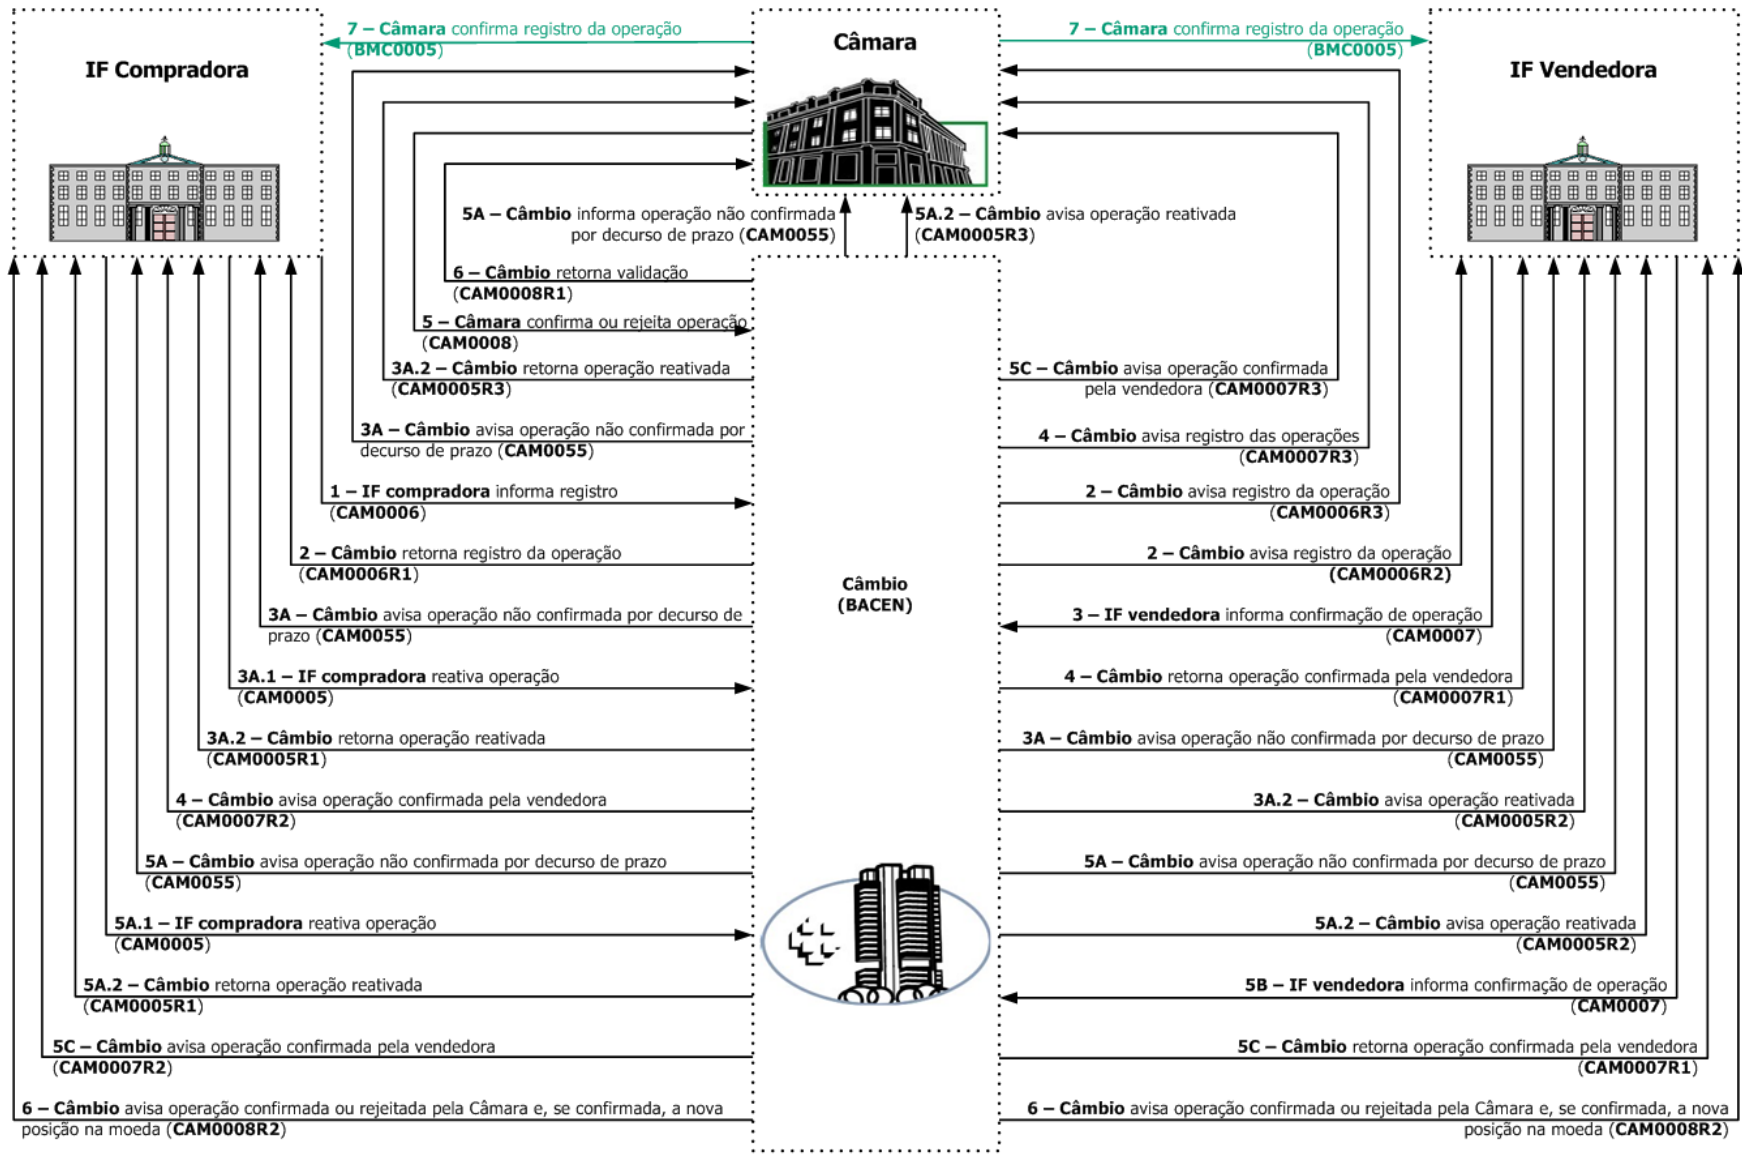 7 – Câmara confirma registro da operação
(BMC0005)
Câmara
7 – Câmara confirma registro da operação
(BMC0005)
IF Compradora
IF Vendedora
5A – Câmbio informa operação não confirmada
por decurso de prazo (CAM0055)
5A.2 – Câmbio avisa operação reativada
(CAM0005R3)
6 – Câmbio retorna validação
(CAM0008R1)
5 – Câmara confirma ou rejeita operação
(CAM0008)
3A.2 – Câmbio retorna operação reativada
(CAM0005R3)
5C – Câmbio avisa operação confirmada
pela vendedora (CAM0007R3)
3A – Câmbio avisa operação não confirmada por
decurso de prazo (CAM0055)
4 – Câmbio avisa registro das operações
(CAM0007R3)
1 – IF compradora informa registro
(CAM0006)
2 – Câmbio avisa registro da operação
(CAM0006R3)
2 – Câmbio retorna registro da operação
(CAM0006R1)
2 – Câmbio avisa registro da operação
(CAM0006R2)
Câmbio
(BACEN)
3A – Câmbio avisa operação não confirmada por decurso de
prazo (CAM0055)
3 – IF vendedora informa confirmação de operação
(CAM0007)
3A.1 – IF compradora reativa operação
(CAM0005)
4 – Câmbio retorna operação confirmada pela vendedora
(CAM0007R1)
3A.2 – Câmbio retorna operação reativada
(CAM0005R1)
3A – Câmbio avisa operação não confirmada por decurso de prazo
(CAM0055)
4 – Câmbio avisa operação confirmada pela vendedora
(CAM0007R2)
3A.2 – Câmbio avisa operação reativada
(CAM0005R2)
5A – Câmbio avisa operação não confirmada por decurso de prazo
(CAM0055)
5A – Câmbio avisa operação não confirmada por decurso de prazo
(CAM0055)
5A.1 – IF compradora reativa operação
(CAM0005)
5A.2 – Câmbio avisa operação reativada
(CAM0005R2)
5A.2 – Câmbio retorna operação reativada
(CAM0005R1)
5B – IF vendedora informa confirmação de operação
(CAM0007)
5C – Câmbio avisa operação confirmada pela vendedora
(CAM0007R2)
5C – Câmbio retorna operação confirmada pela vendedora
(CAM0007R1)
6 – Câmbio avisa operação confirmada ou rejeitada pela Câmara e, se confirmada, a nova
posição na moeda (CAM0008R2)
6 – Câmbio avisa operação confirmada ou rejeitada pela Câmara e, se confirmada, a nova
posição na moeda (CAM0008R2)